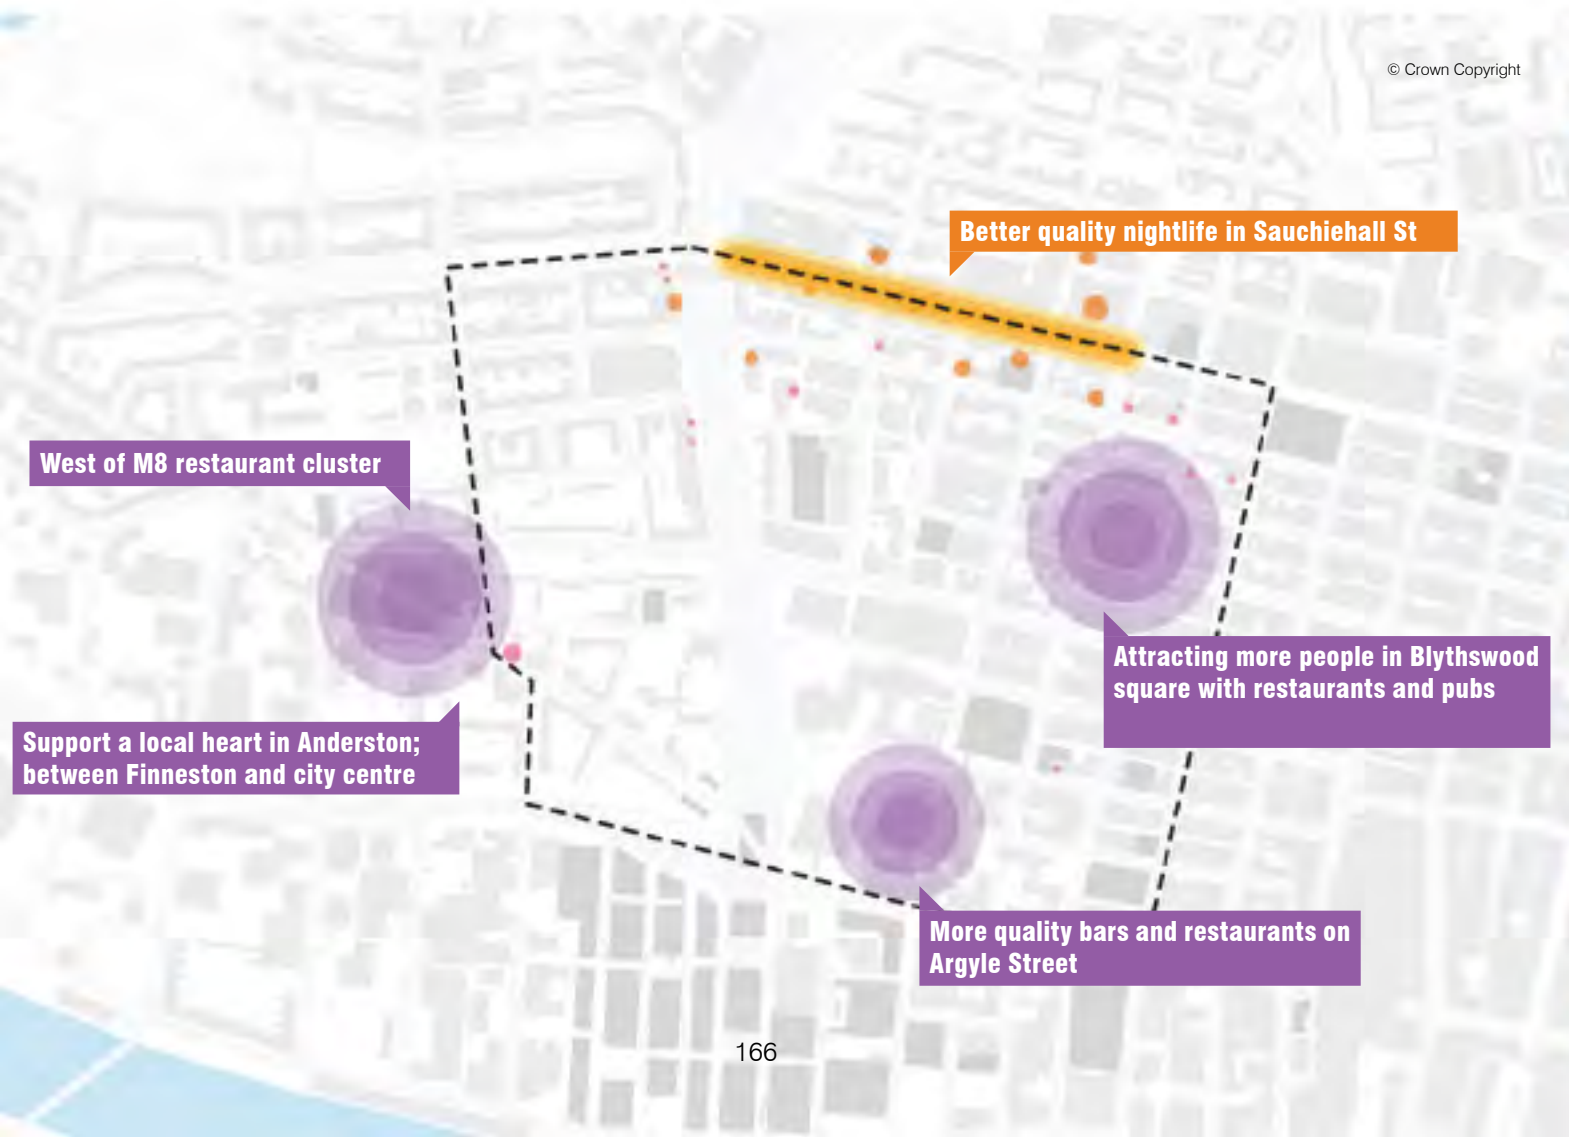 © Crown Copyright
Better quality nightlife in Sauchiehall St
West of M8 restaurant cluster
Attracting more people in Blythswood
square with restaurants and pubs
Support a local heart in Anderston;
between Finneston and city centre
More quality bars and restaurants on
Argyle Street
166